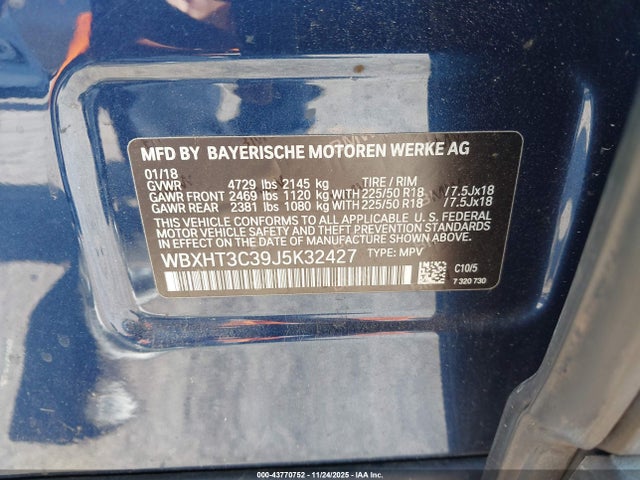 MFD BY BAYERISCHE MOTOREN WERKE AG
01/18
GVWR 4729 lbs 2145 kg TIRE / RIM
GAWR FRONT 2469 lbs 1120 kg WITH 225/50 R18 /7.5Jx18
GAWR REAR 2381 lbs 1080 kg WITH 225/50 R18 /7.5Jx18
THIS VEHICLE CONFORMS TO ALL APPLICABLE U. S. FEDERAL
MOTOR VEHICLE SAFETY, BUMPER, AND THEFT PREVENTION
STANDARDS IN EFFECT ON THE DATE OF MANUFACTURE SHOWN ABOVE.
WBXHT3C39J5K32427 TYPE: MPV
C10/5
7 320 730
000-43770752 | 11/24/2025 - IAA, Inc.